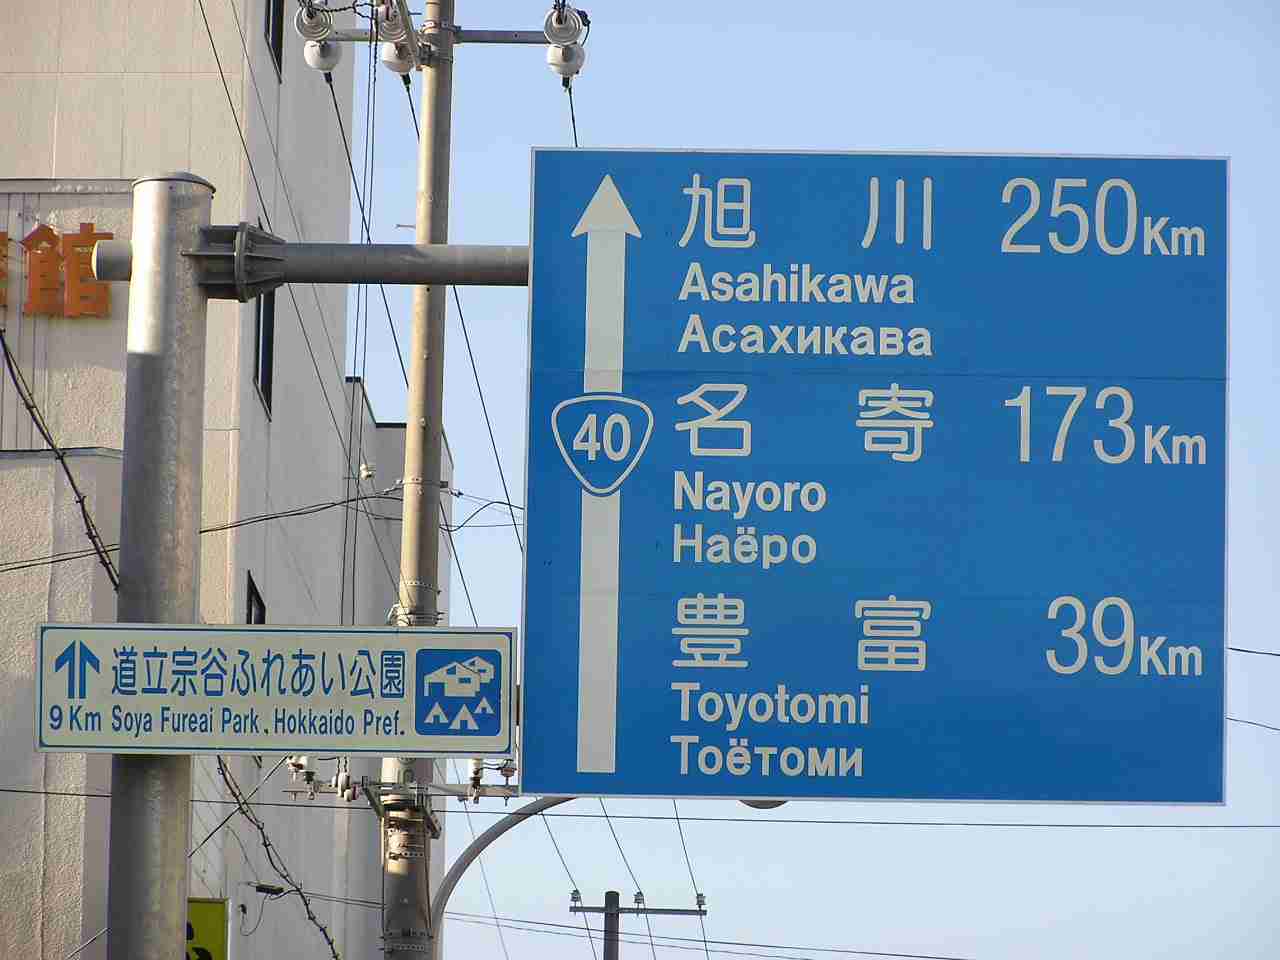 旭川 250Km
Asahikawa
Асахикава
40
名寄 173Km
Nayoro
Наёро
豊富 39Km
Toyotomi
Тоётоми
道立宗谷ふれあい公園
9 Km Soya Fureai Park, Hokkaido Pref.
館